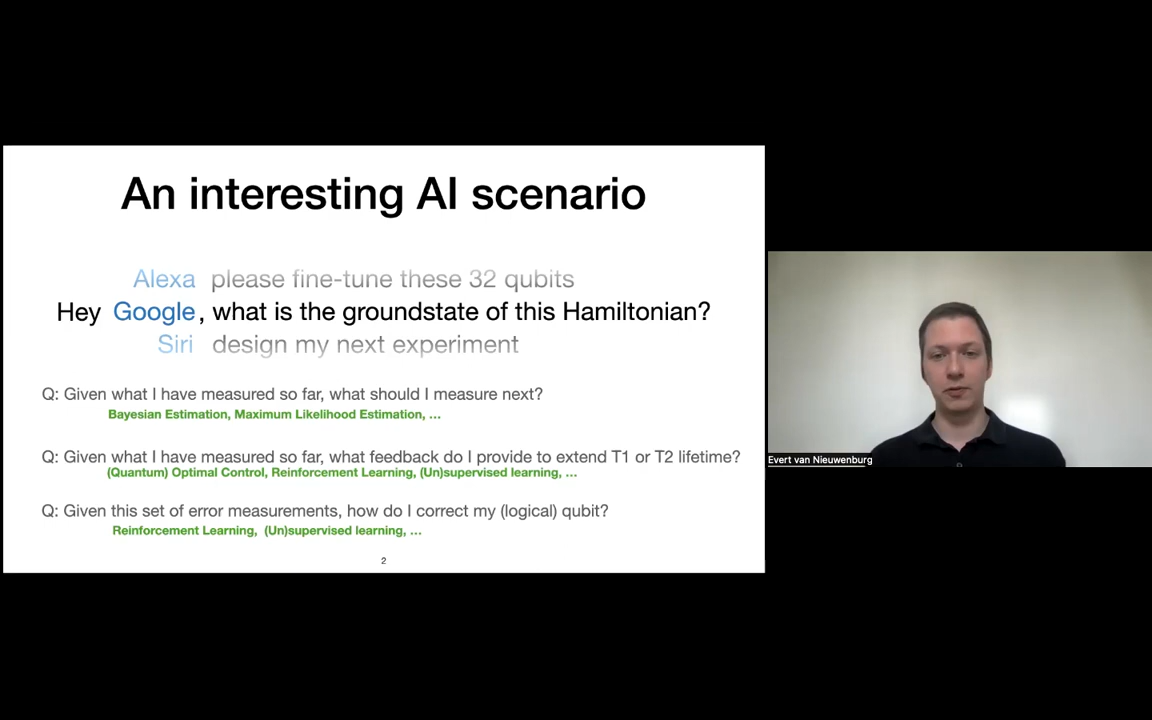 An interesting AI scenario
Alexa please fine-tune these 32 qubits
Hey Google, what is the groundstate of this Hamiltonian?
Siri design my next experiment
Q: Given what I have measured so far, what should I measure next?
Bayesian Estimation, Maximum Likelihood Estimation, ...
Q: Given what I have measured so far, what feedback do I provide to extend T1 or T2 lifetime?
(Quantum) Optimal Control, Reinforcement Learning, (Un)supervised learning, ...
Q: Given this set of error measurements, how do I correct my (logical) qubit?
Reinforcement Learning, (Un)supervised learning, ...
2
Evert van Nieuwenburg